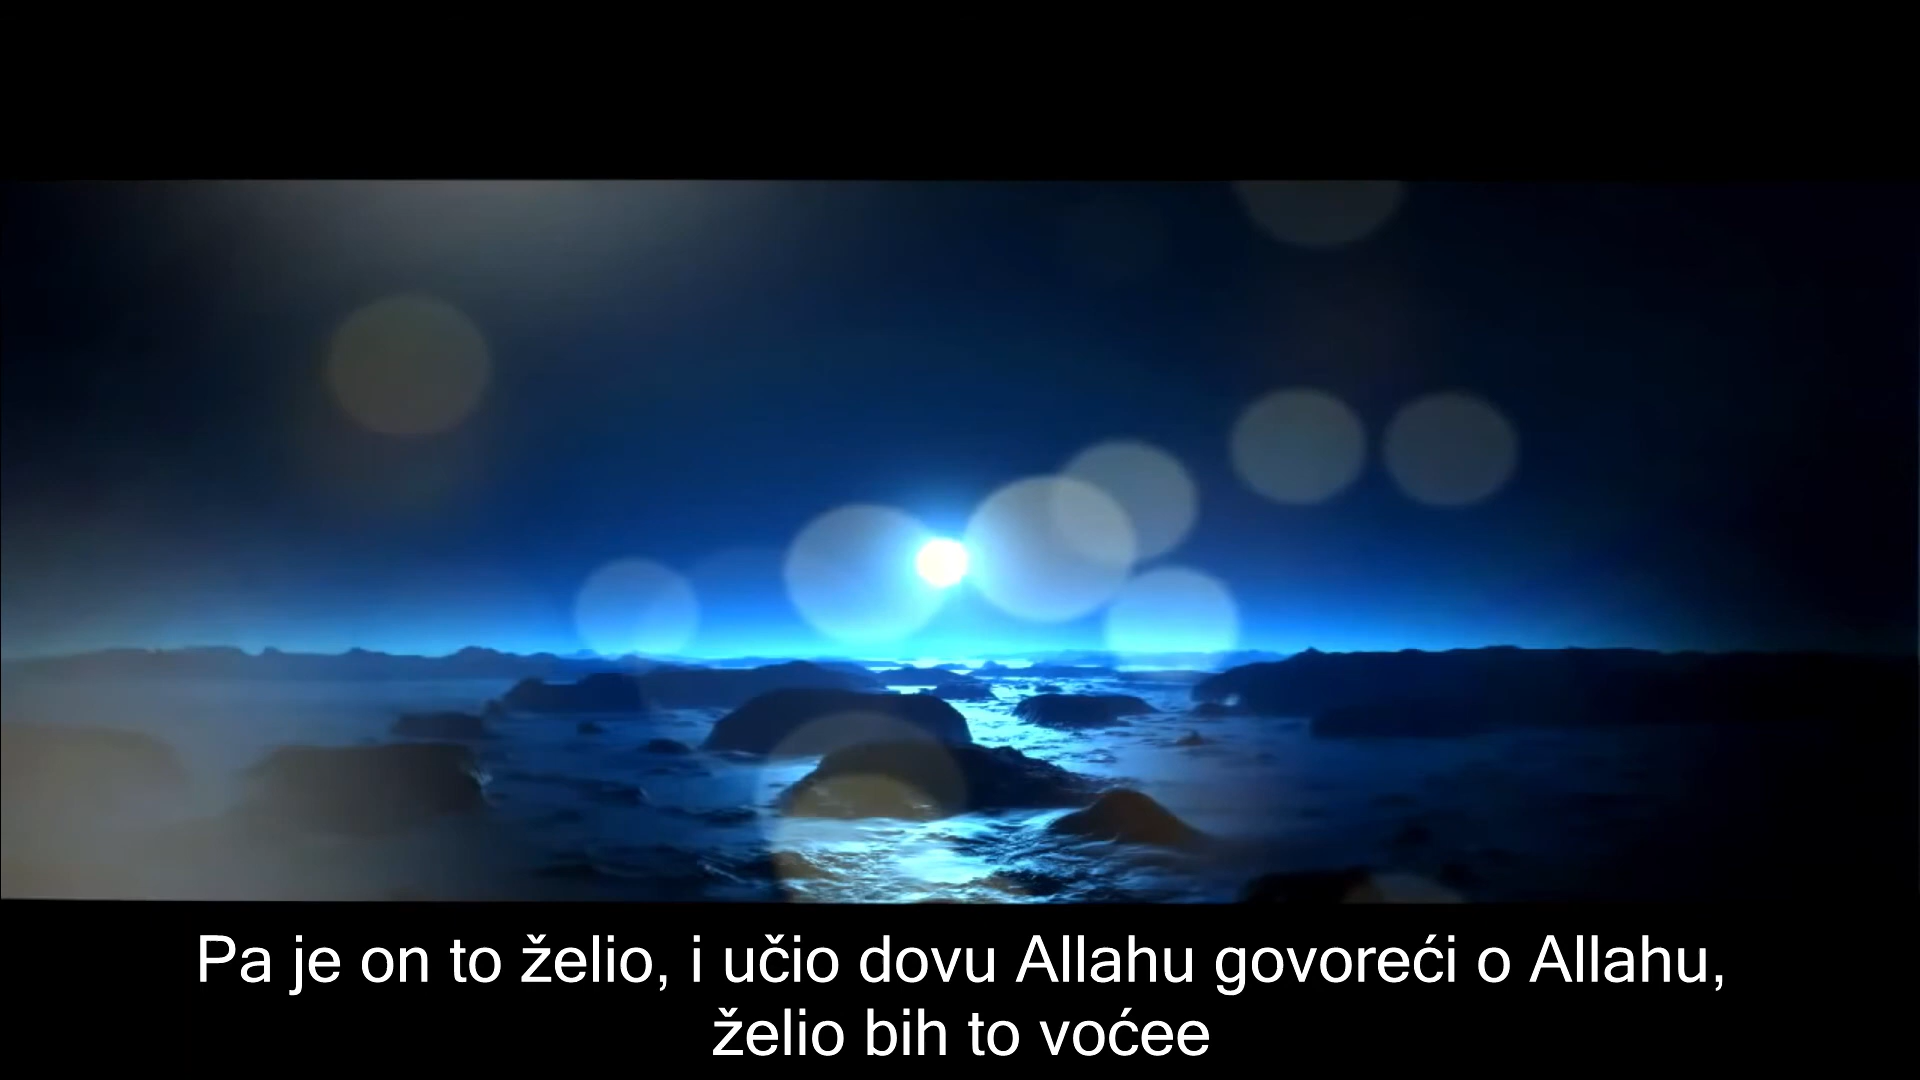 Pa je on to želio, i učio dovu Allahu govoreći o Allahu,
želio bih to voćee